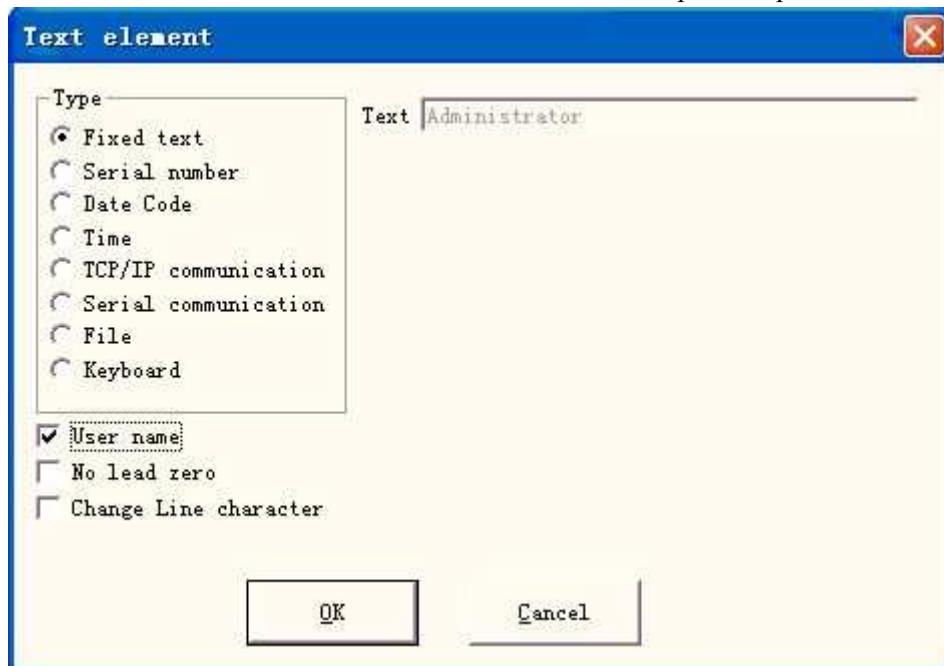 Text element
Type
Text Administrator
Fixed text
Serial number
Date Code
Time
TCP/IP communication
Serial communication
File
Keyboard
User name
No lead zero
Change Line character
OK Cancel